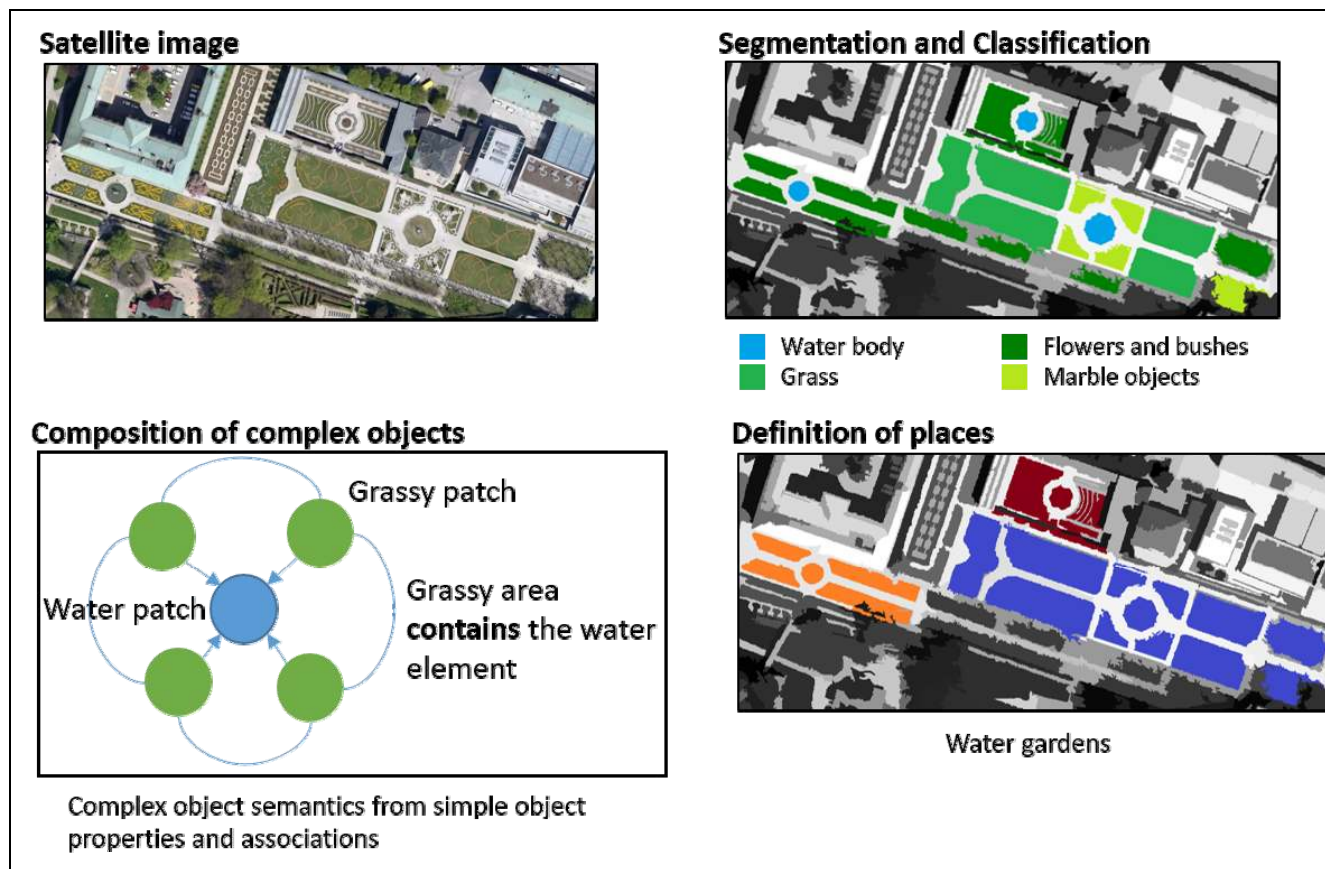 Satellite image
Segmentation and Classification
Water body
Flowers and bushes
Grass
Marble objects
Composition of complex objects
Grassy patch
Water patch
Grassy area
contains the water
element
Complex object semantics from simple object
properties and associations
Definition of places
Water gardens